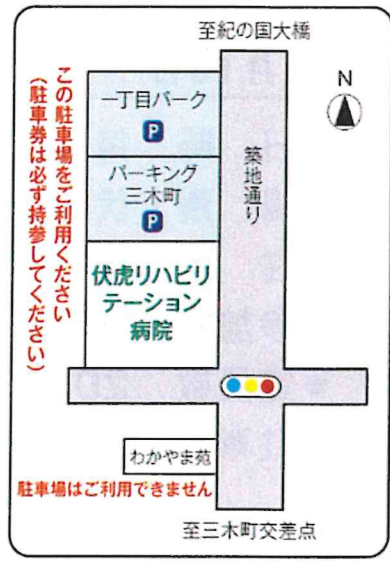 至紀の国大橋
N
一丁目パーク
P
パーキング
三木町
P
築地通り
この駐車場をご利用ください
（駐車券は必ず持参してください）
伏虎リハビリ
テーション
病院
わかやま苑
駐車場はご利用できません
至三木町交差点